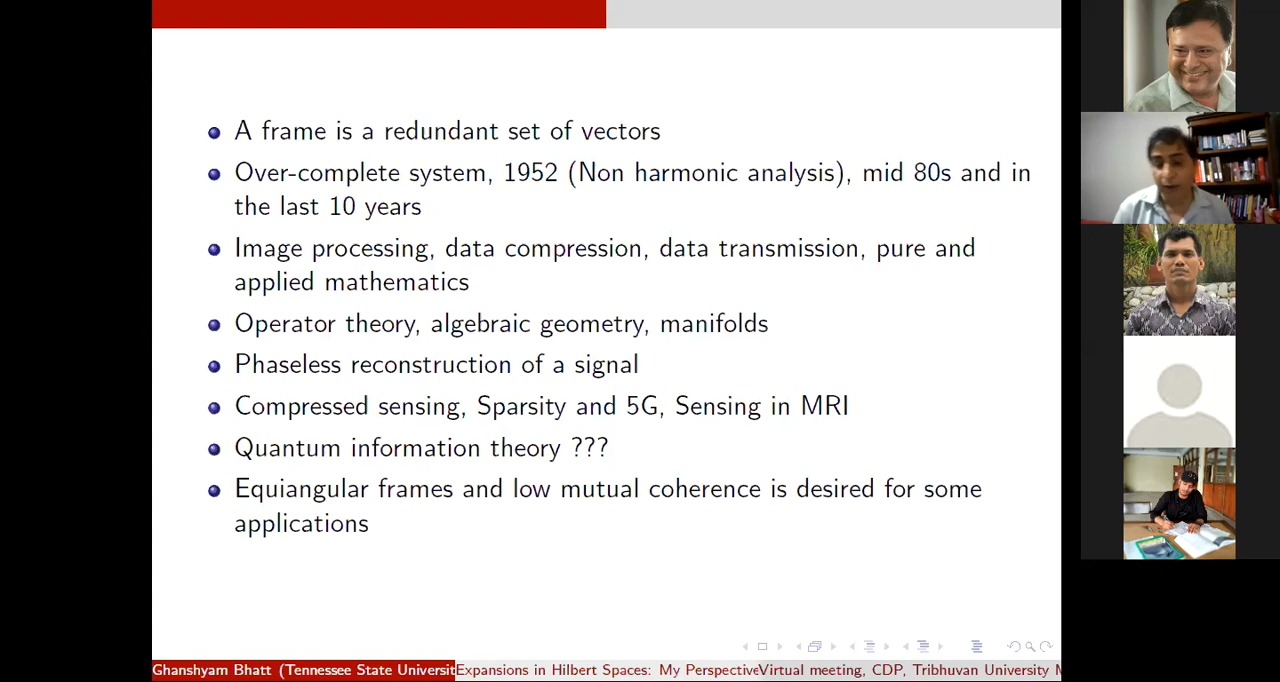 A frame is a redundant set of vectors
Over-complete system, 1952 (Non harmonic analysis), mid 80s and in
the last 10 years
Image processing, data compression, data transmission, pure and
applied mathematics
Operator theory, algebraic geometry, manifolds
Phaseless reconstruction of a signal
Compressed sensing, Sparsity and 5G, Sensing in MRI
Quantum information theory ???
Equiangular frames and low mutual coherence is desired for some
applications
Ghanshyam Bhatt (Tennessee State Universit
Expansions in Hilbert Spaces: My Perspective
Virtual meeting, CDP, Tribhuvan University